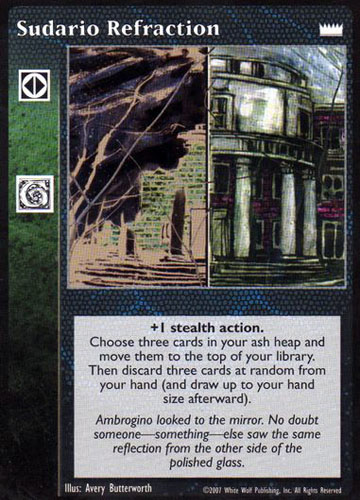 Sudario Refraction
+1 stealth action.
Choose three cards in your ash heap and
move them to the top of your library.
Then discard three cards at random from
your hand (and draw up to your hand
size afterward).
Ambrogino looked to the mirror. No doubt
someone—something—else saw the same
reflection from the other side of the
polished glass.
Illus: Avery Butterworth
©2007 White Wolf Publishing, Inc. All Rights Reserved